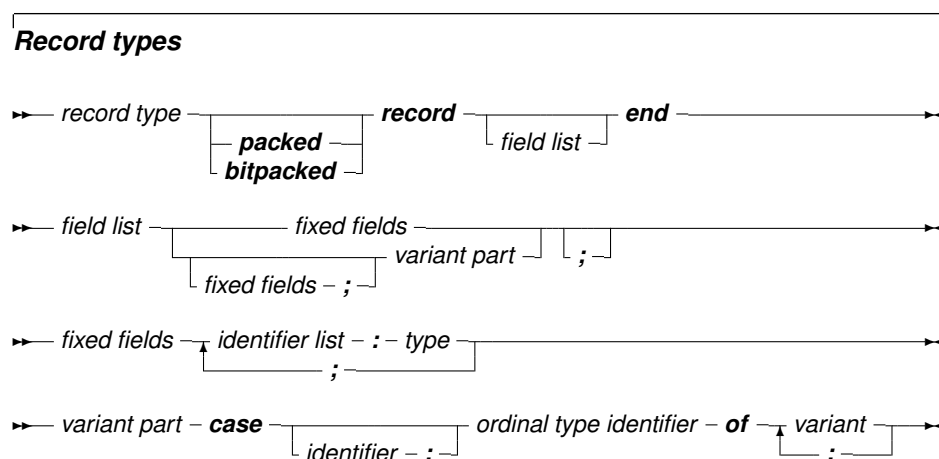 Record types
record type packed bitpacked record field list end
field list fixed fields fixed fields ; variant part ;
fixed fields identifier list : type ;
variant part case identifier : ordinal type identifier of variant ;